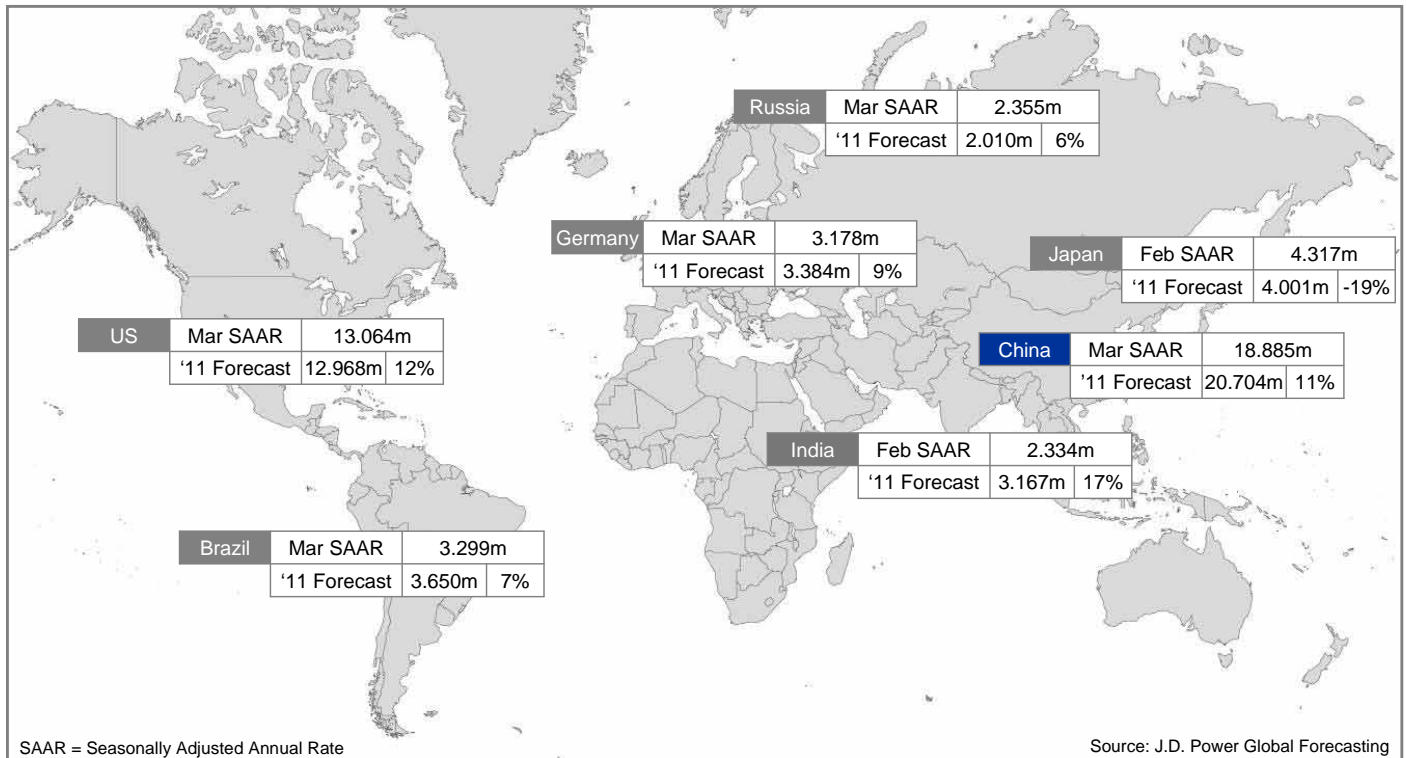 Russia Mar SAAR 2.355m
‘11 Forecast 2.010m 6%
Germany Mar SAAR 3.178m
‘11 Forecast 3.384m 9%
Japan Feb SAAR 4.317m
‘11 Forecast 4.001m -19%
US Mar SAAR 13.064m
‘11 Forecast 12.968m 12%
China Mar SAAR 18.885m
’11 Forecast 20.704m 11%
India Feb SAAR 2.334m
‘11 Forecast 3.167m 17%
Brazil Mar SAAR 3.299m
‘11 Forecast 3.650m 7%
SAAR = Seasonally Adjusted Annual Rate
Source: J.D. Power Global Forecasting